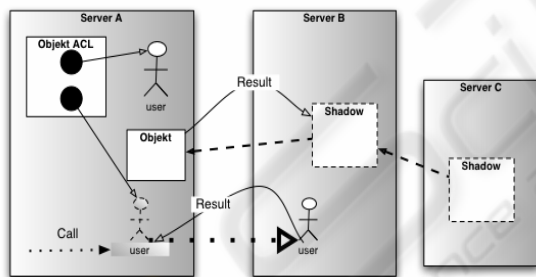 Server A
Objekt ACL
user
Objekt
user
Call
Result
Result
Server B
Shadow
user
Server C
Shadow